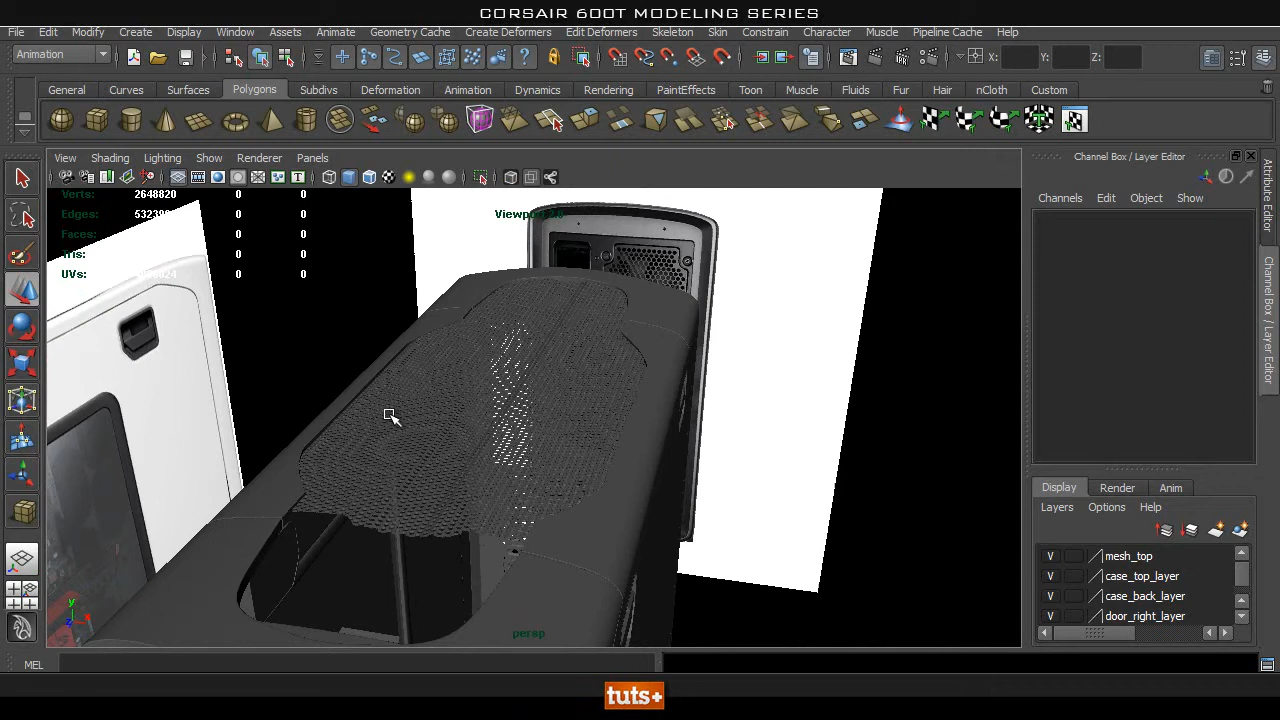 CORSAIR 600T MODELING SERIES
File Edit Modify Create Display Window Assets Animate Geometry Cache Create Deformers Edit Deformers Skeleton Skin Constrain Character Muscle Pipeline Cache Help
Animation X: Y: Z:
General Curves Surfaces Polygons Subdivs Deformation Animation Dynamics Rendering PaintEffects Toon Muscle Fluids Fur Hair nCloth Custom
View Shading Lighting Show Renderer Panels
Channel Box / Layer Editor
Channels Edit Object Show
Verts: 2648820 0 0
Edges: 0 0
Faces: 0 0
Tris: 0 0
UVs: 0 0
Viewport 2.0
Attribute Editor
Channel Box / Layer Editor
Display Render Anim
Layers Options Help
V mesh_top
V case_top_layer
V case_back_layer
V door_right_layer
y x z
persp
MEL
tuts+